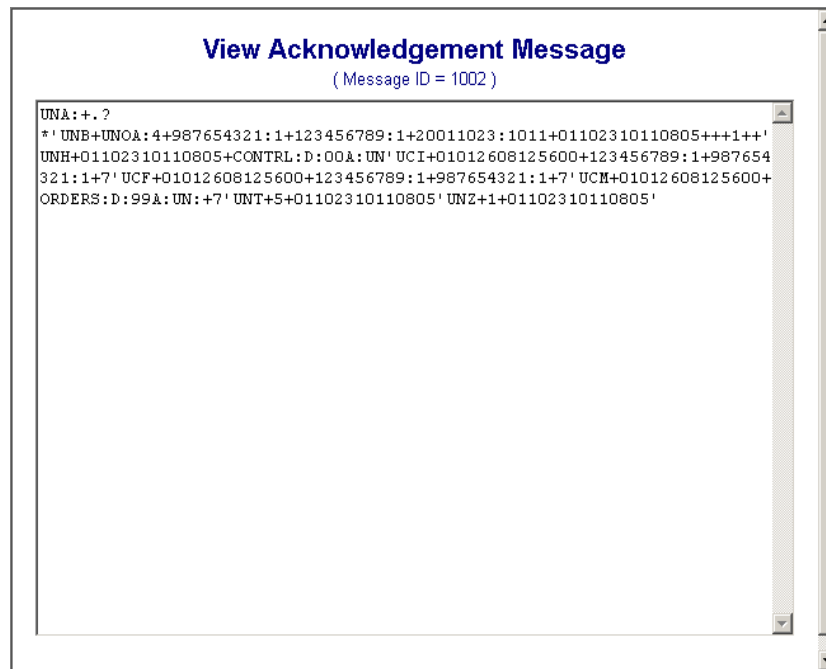 View Acknowledgement Message
( Message ID = 1002 )
UNA:+.?
*'UNB+UNOA:4+987654321:1+123456789:1+20011023:1011+01102310110805+++1++'
UNH+01102310110805+CONTRL:D:00A:UN'UCI+01012608125600+123456789:1+987654
321:1+7'UCF+01012608125600+123456789:1+987654321:1+7'UCM+01012608125600+
ORDERS:D:99A:UN:+7'UNT+5+01102310110805'UNZ+1+01102310110805'